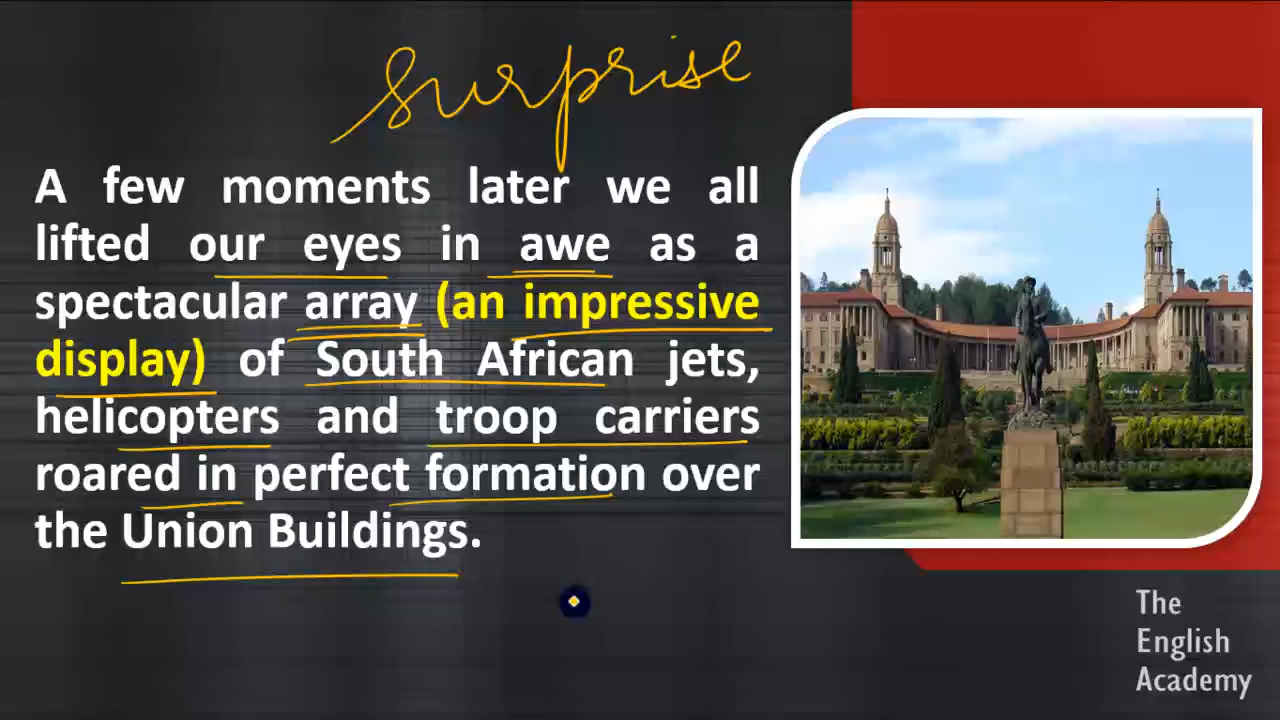 surprise
A few moments later we all
lifted our eyes in awe as a
spectacular array (an impressive
display) of South African jets,
helicopters and troop carriers
roared in perfect formation over
the Union Buildings.
The
English
Academy